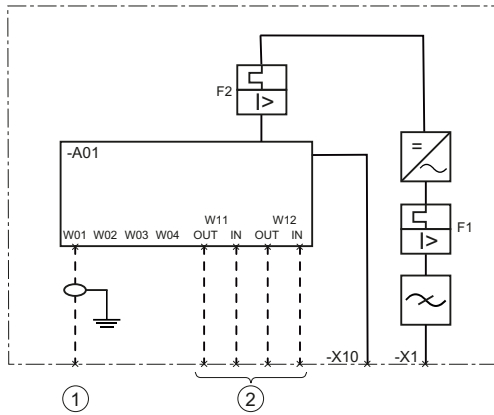 F2
I>
-A01
W11 W12
W01 W02 W03 W04 OUT IN OUT IN
=
F1
I>
-X10 -X1
1 2